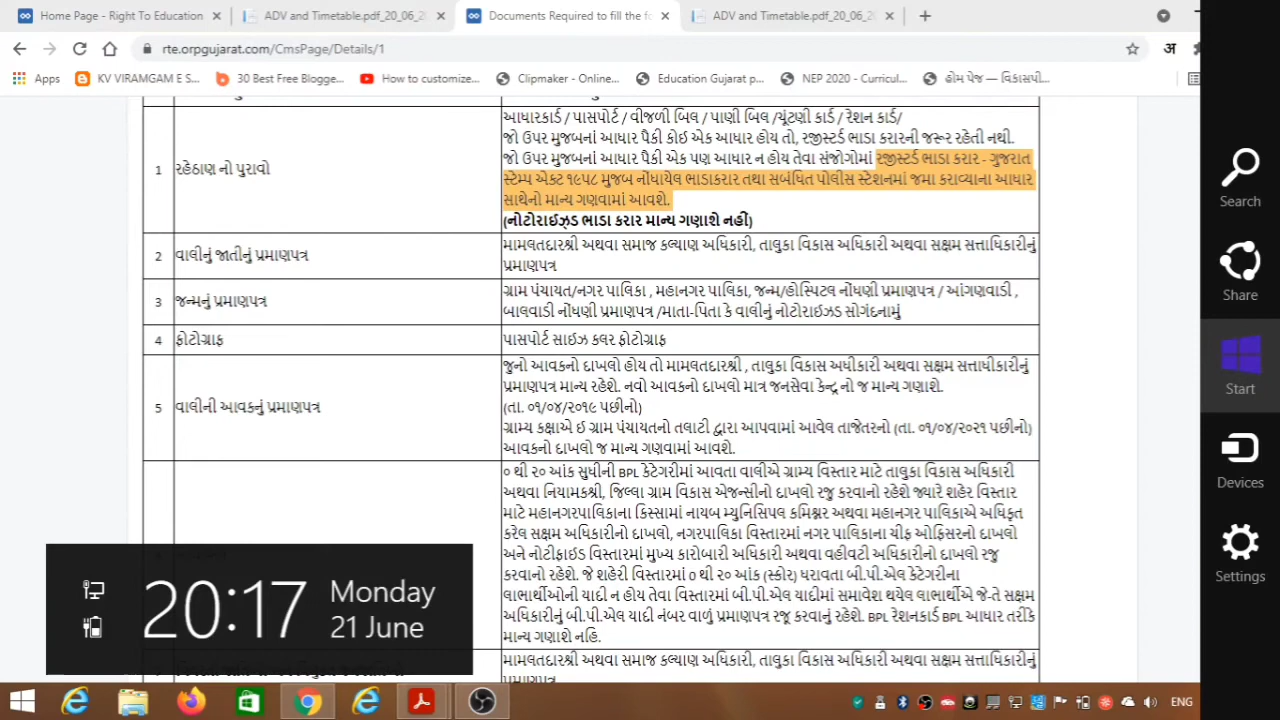 Home Page - Right To Education
ADV and Timetable.pdf_20_06_20
Documents Required to fill the fo
ADV and Timetable.pdf_20_06_20
rte.orpgujarat.com/CmsPage/Details/1
Apps
KV VIRAMGAM E S...
30 Best Free Blogge...
How to customize...
Clipmaker - Online...
Education Gujarat p...
NEP 2020 - Curricul...
હોમ પેજ — વિકાસપી...
1
રહેઠાણ નો પુરાવો
આધારકાર્ડ / પાસપોર્ટ / વીજળી બિલ / પાણી બિલ /ચૂંટણી કાર્ડ / રેશન કાર્ડ/
જો ઉપર મુજબનાં આધાર પૈકી કોઈ એક આધાર હોય તો, રજીસ્ટર્ડ ભાડા કરારની જરૂર રહેતી નથી.
જો ઉપર મુજબનાં આધાર પૈકી એક પણ આધાર ન હોય તેવા સંજોગોમાં રજીસ્ટર્ડ ભાડા કરાર - ગુજરાત
સ્ટેમ્પ એક્ટ ૧૯૫૮ મુજબ નોંધાયેલ ભાડાકરાર તથા સબંધિત પોલીસ સ્ટેશનમાં જમા કરાવ્યાના આધાર
સાથેનો માન્ય ગણવામાં આવશે.
(નોટોરાઈઝ્ડ ભાડા કરાર માન્ય ગણાશે નહીં)
2
વાલીનું જાતીનું પ્રમાણપત્ર
મામલતદારશ્રી અથવા સમાજ કલ્યાણ અધિકારી, તાલુકા વિકાસ અધિકારી અથવા સક્ષમ સત્તાધિકારીનું
પ્રમાણપત્ર
3
જન્મનું પ્રમાણપત્ર
ગ્રામ પંચાયત/નગર પાલિકા , મહાનગર પાલિકા, જન્મ/હોસ્પિટલ નોંધણી પ્રમાણપત્ર / આંગણવાડી ,
બાલવાડી નોંધણી પ્રમાણપત્ર /માતા-પિતા કે વાલીનું નોટોરાઈઝડ સોગંદનામું
4
ફોટોગ્રાફ
પાસપોર્ટ સાઈઝ કલર ફોટોગ્રાફ
5
વાલીની આવકનું પ્રમાણપત્ર
જુનો આવકનો દાખલો હોય તો મામલતદારશ્રી , તાલુકા વિકાસ અધીકારી અથવા સક્ષમ સત્તાધીકારીનું
પ્રમાણપત્ર માન્ય રહેશે. નવો આવકનો દાખલો માત્ર જનસેવા કેન્દ્ર નો જ માન્ય ગણાશે.
(તા. ૦૧/૦૪/૨૦૧૯ પછીનો)
ગ્રામ્ય કક્ષાએ ઈ ગ્રામ પંચાયતનો તલાટી દ્વારા આપવામાં આવેલ તાજેતરનો (તા. ૦૧/૦૪/૨૦૨૧ પછીનો)
આવકનો દાખલો જ માન્ય ગણવામાં આવશે.
૦ થી ૨૦ આંક સુધીની BPL કેટેગરીમાં આવતા વાલીએ ગ્રામ્ય વિસ્તાર માટે તાલુકા વિકાસ અધિકારી
અથવા નિયામકશ્રી, જિલ્લા ગ્રામ વિકાસ એજન્સીનો દાખલો રજુ કરવાનો રહેશે જ્યારે શહેર વિસ્તાર
માટે મહાનગરપાલિકાના કિસ્સામાં નાયબ મ્યુનિસિપલ કમિશ્નર અથવા મહાનગર પાલિકાએ અધિકૃત
કરેલ સક્ષમ અધિકારીનો દાખલો, નગરપાલિકા વિસ્તારમાં નગર પાલિકાના ચીફ ઓફિસરનો દાખલો
અને નોટીફાઈડ વિસ્તારમાં મુખ્ય કારોબારી અધિકારી અથવા વહીવટી અધિકારીનો દાખલો રજુ
કરવાનો રહેશે. જે શહેરી વિસ્તારમાં 0 થી ૨૦ આંક (સ્કોર) ધરાવતા બી.પી.એલ કેટેગરીના
લાભાર્થીઓની યાદી ન હોય તેવા વિસ્તારમાં બી.પી.એલ યાદીમાં સમાવેશ થયેલ લાભાર્થીએ જે-તે સક્ષમ
અધિકારીનું બી.પી.એલ યાદી નંબર વાળું પ્રમાણપત્ર રજૂ કરવાનું રહેશે. BPL રેશનકાર્ડ BPL આધાર તરીકે
માન્ય ગણાશે નહિ.
મામલતદારશ્રી અથવા સમાજ કલ્યાણ અધિકારી, તાલુકા વિકાસ અધિકારી અથવા સક્ષમ સત્તાધિકારીનું
પ્રમાણપત્ર
20:17
Monday
21 June
Search
Share
Start
Devices
Settings
ENG